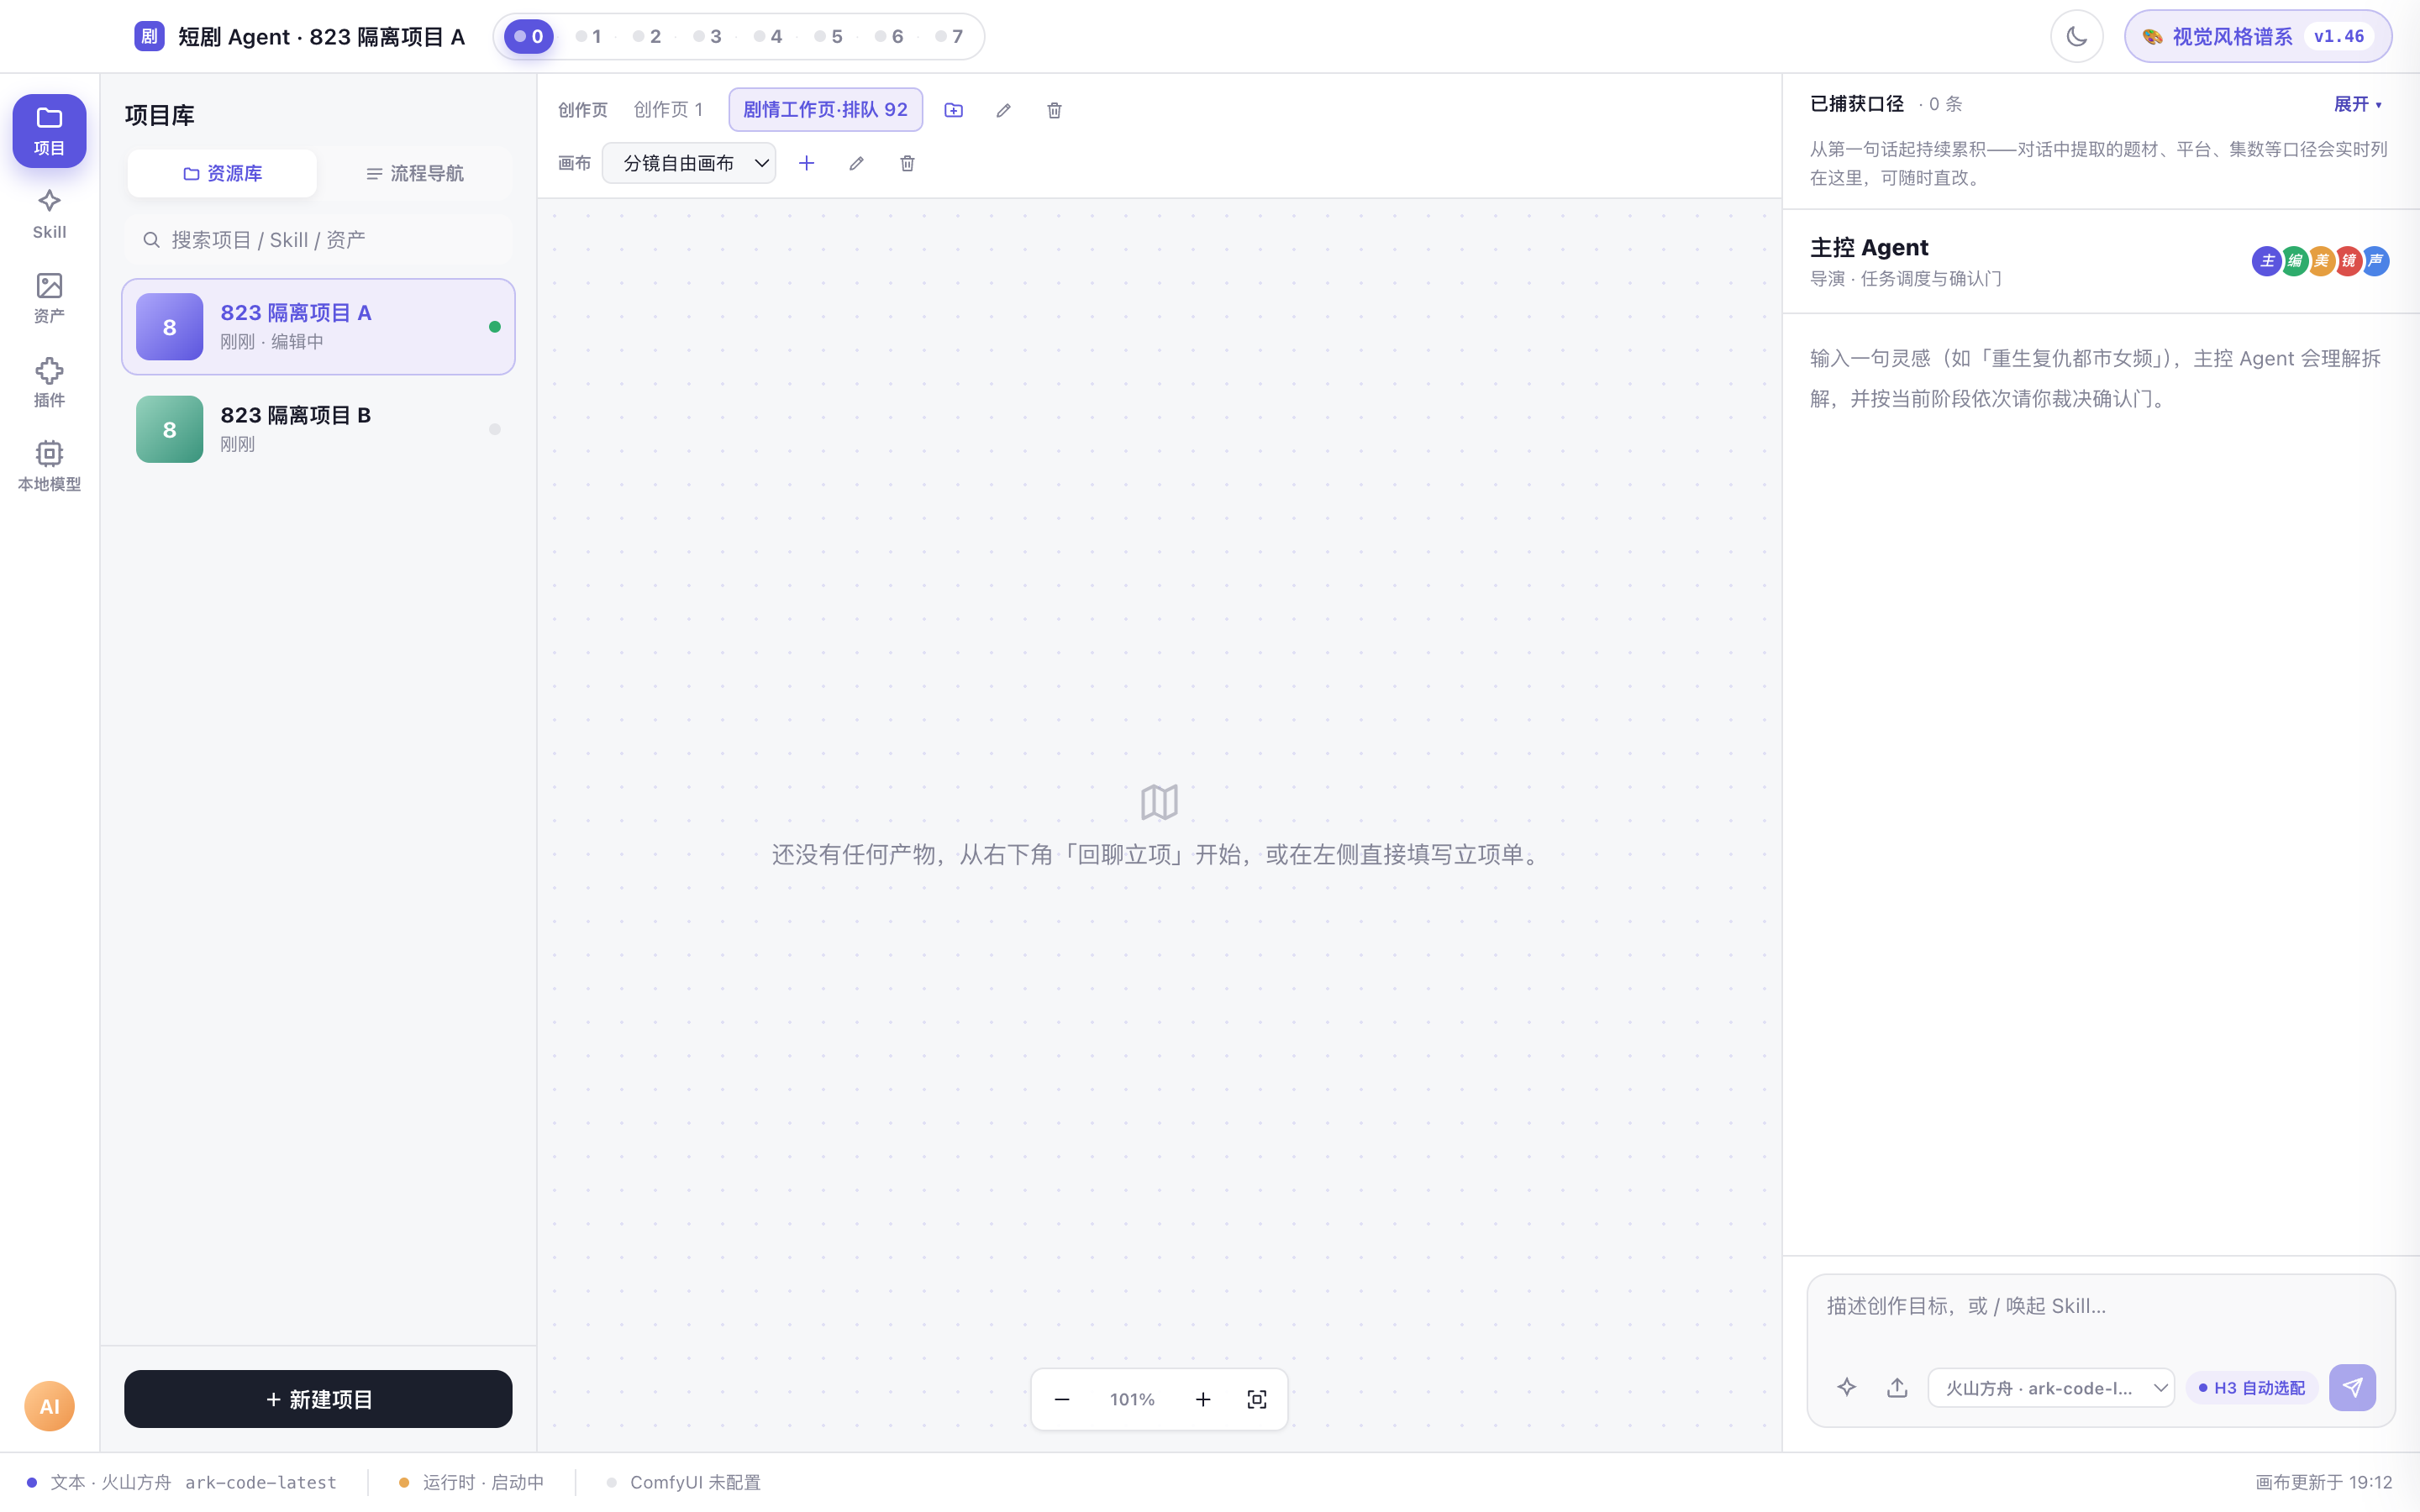 剧 短剧 Agent · 823 隔离项目 A
0 · 1 · 2 · 3 · 4 · 5 · 6 · 7
视觉风格谱系 v1.46
项目
Skill
资产
插件
本地模型
AI
项目库
资源库
流程导航
搜索项目 / Skill / 资产
8
823 隔离项目 A
刚刚 · 编辑中
8
823 隔离项目 B
刚刚
+ 新建项目
创作页 创作页 1 剧情工作页·排队 92
画布 分镜自由画布
还没有任何产物，从右下角「回聊立项」开始，或在左侧直接填写立项单。
101%
已捕获口径 · 0 条 展开 ▾
从第一句话起持续累积——对话中提取的题材、平台、集数等口径会实时列
在这里，可随时直改。
主控 Agent
导演 · 任务调度与确认门
主 编 美 镜 声
输入一句灵感（如「重生复仇都市女频」），主控 Agent 会理解拆
解，并按当前阶段依次请你裁决确认门。
描述创作目标，或 / 唤起 Skill...
火山方舟 · ark-code-l...
H3 自动选配
文本 · 火山方舟 ark-code-latest
运行时 · 启动中
ComfyUI 未配置
画布更新于 19:12